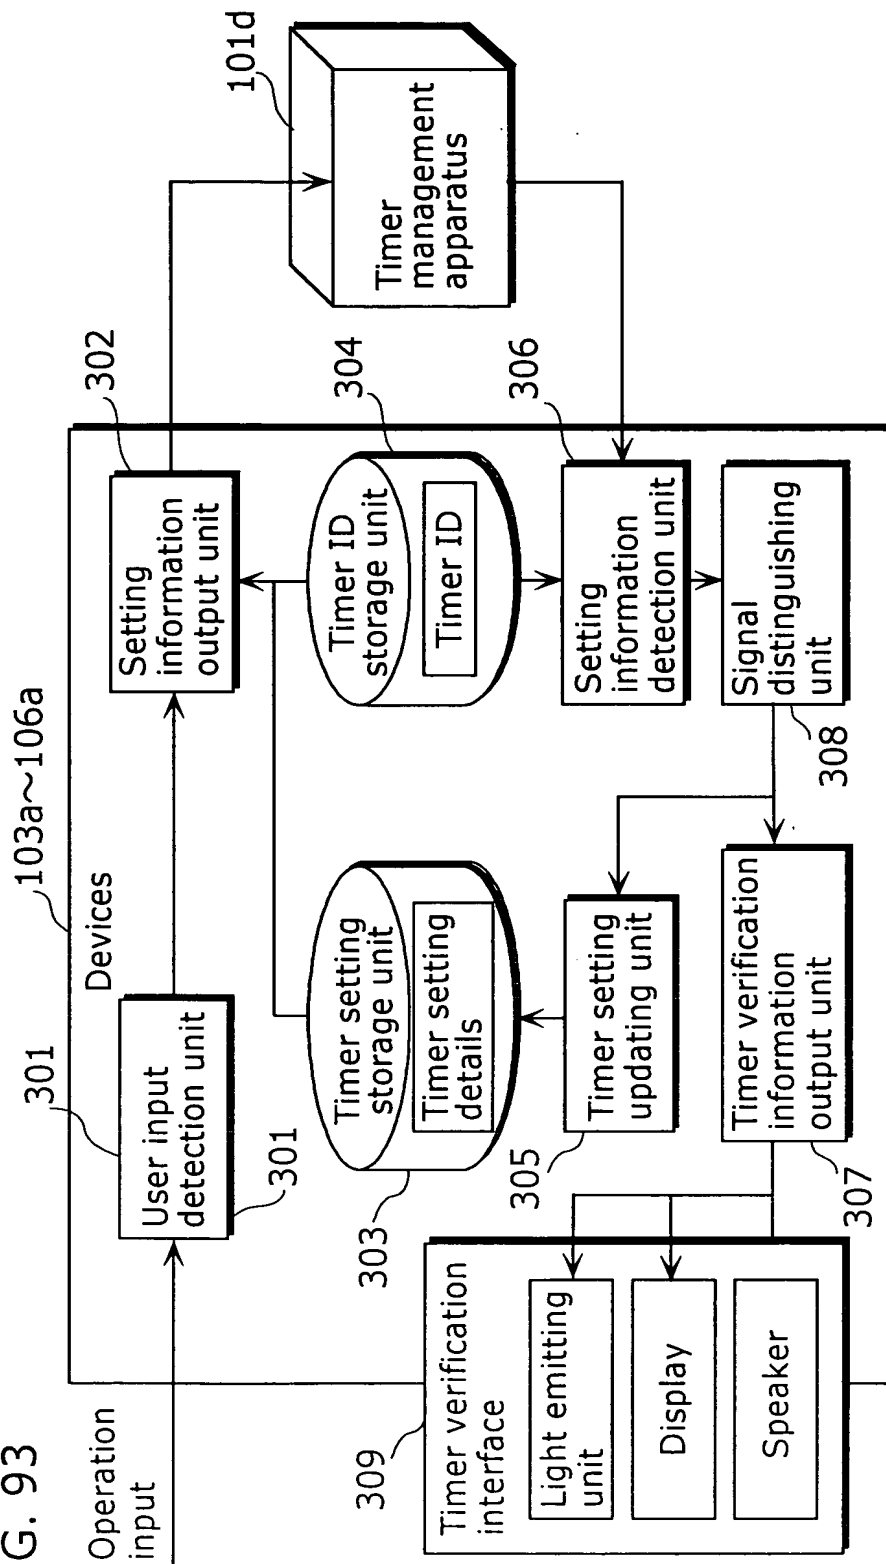 G. 93
Operation
input
301
User input
detection unit
301
Devices
103a～106a
Setting
information
output unit
302
101d
Timer
management
apparatus
Timer setting
storage unit
Timer setting
details
303
Timer ID
storage unit
Timer ID
304
Timer setting
updating unit
305
Setting
information
detection unit
306
Timer verification
information
output unit
307
Signal
distinguishing
unit
308
309
Timer verification
interface
Light emitting
unit
Display
Speaker